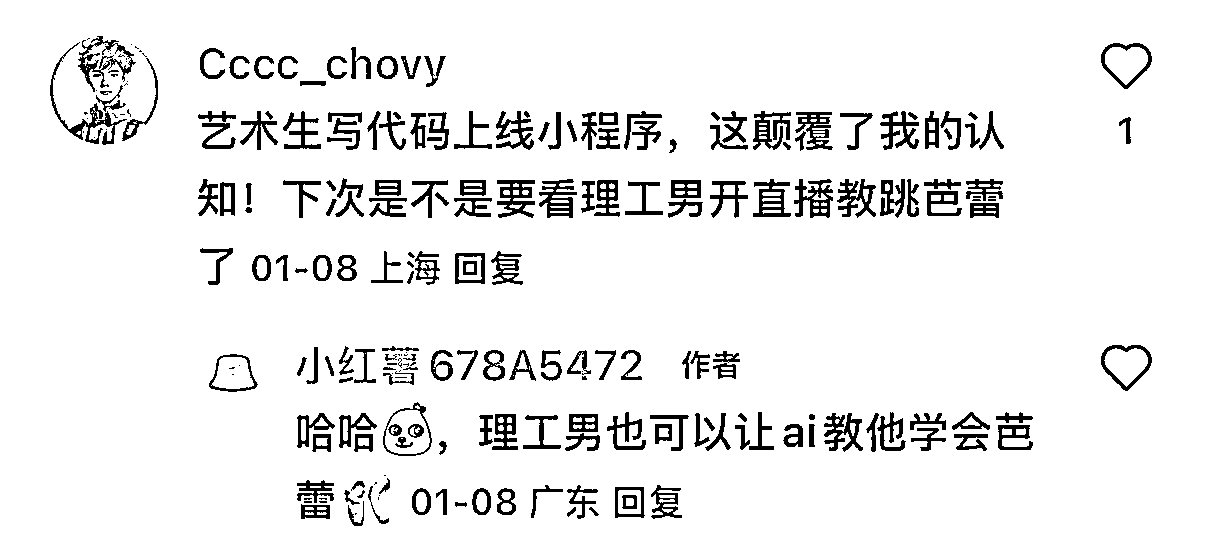 Cccc_chovy
艺术生写代码上线小程序，这颠覆了我的认
1
知！下次是不是要看理工男开直播教跳芭蕾
了 01-08 上海 回复
小红薯678A5472 作者
哈哈，理工男也可以让ai教他学会芭
蕾 01-08 广东 回复